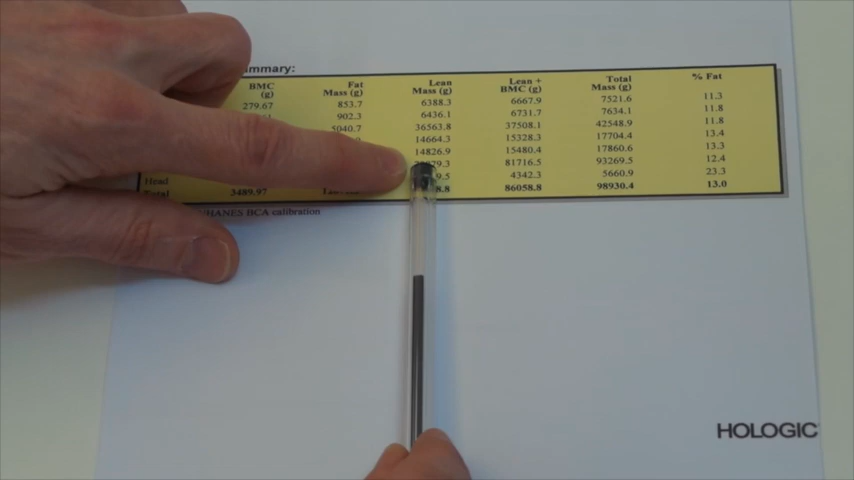 mmary:
BMC (g) Fat Mass (g) Lean Mass (g) Lean + BMC (g) Total Mass (g) % Fat
279.67 853.7 6388.3 6667.9 7521.6 11.3
902.3 6436.1 6731.7 7634.1 11.8
5040.7 36563.8 37508.1 42548.9 11.8
14664.3 15328.3 17704.4 13.4
14826.9 15480.4 17860.6 13.3
81716.5 93269.5 12.4
Head 4342.3 5660.9 23.3
Total 3489.97 86058.8 98930.4 13.0
HANES BCA calibration
HOLOGIC